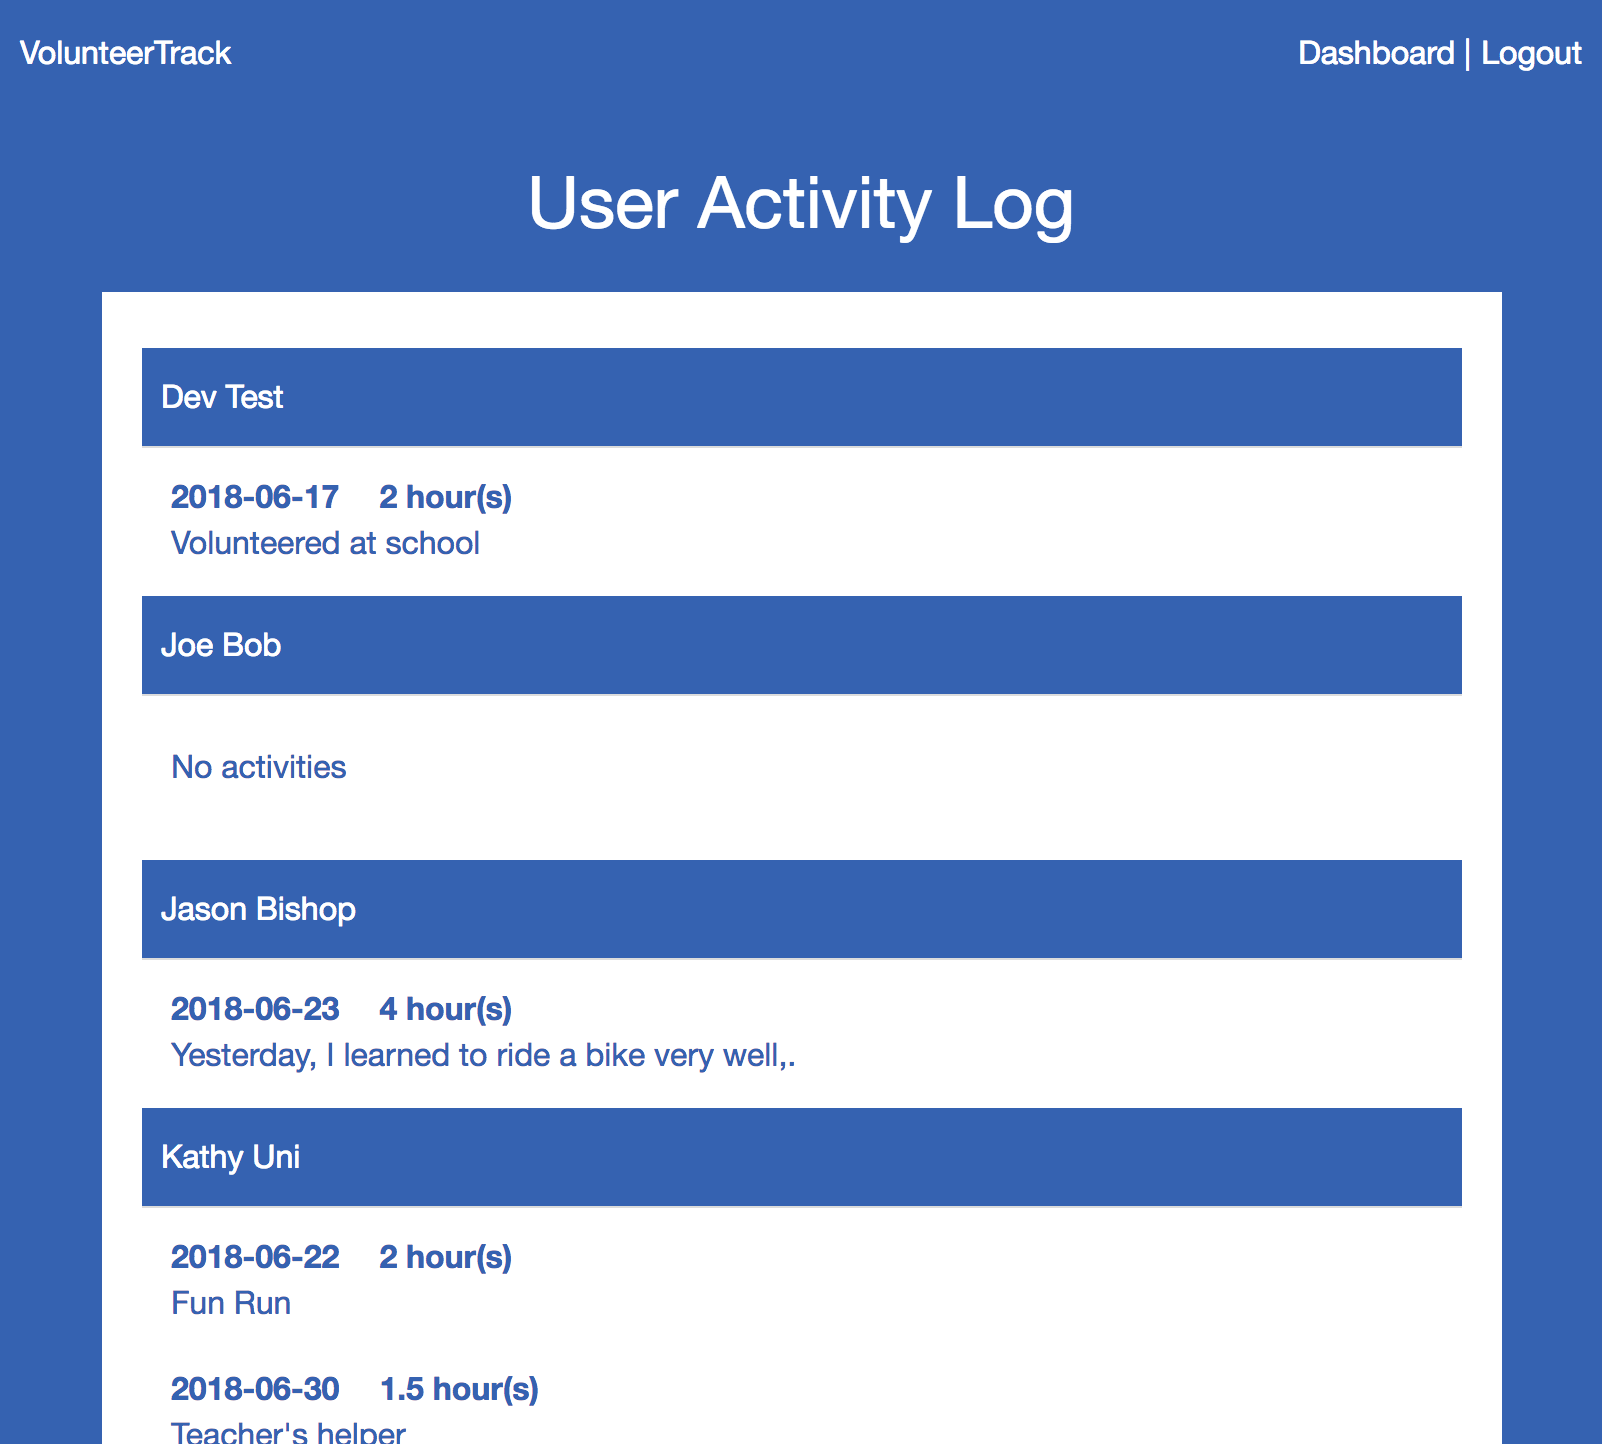 VolunteerTrack
Dashboard | Logout
User Activity Log
Dev Test
2018-06-17 2 hour(s)
Volunteered at school
Joe Bob
No activities
Jason Bishop
2018-06-23 4 hour(s)
Yesterday, I learned to ride a bike very well,.
Kathy Uni
2018-06-22 2 hour(s)
Fun Run
2018-06-30 1.5 hour(s)
Teacher's helper